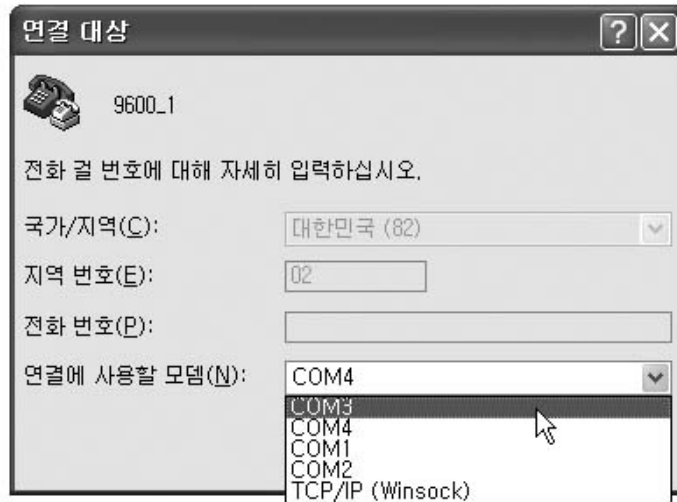 연결 대상
9600_1
전화 걸 번호에 대해 자세히 입력하십시오.
국가/지역(C): 대한민국 (82)
지역 번호(E): 02
전화 번호(P):
연결에 사용할 모뎀(N): COM4
COM3
COM4
COM1
COM2
TCP/IP (Winsock)